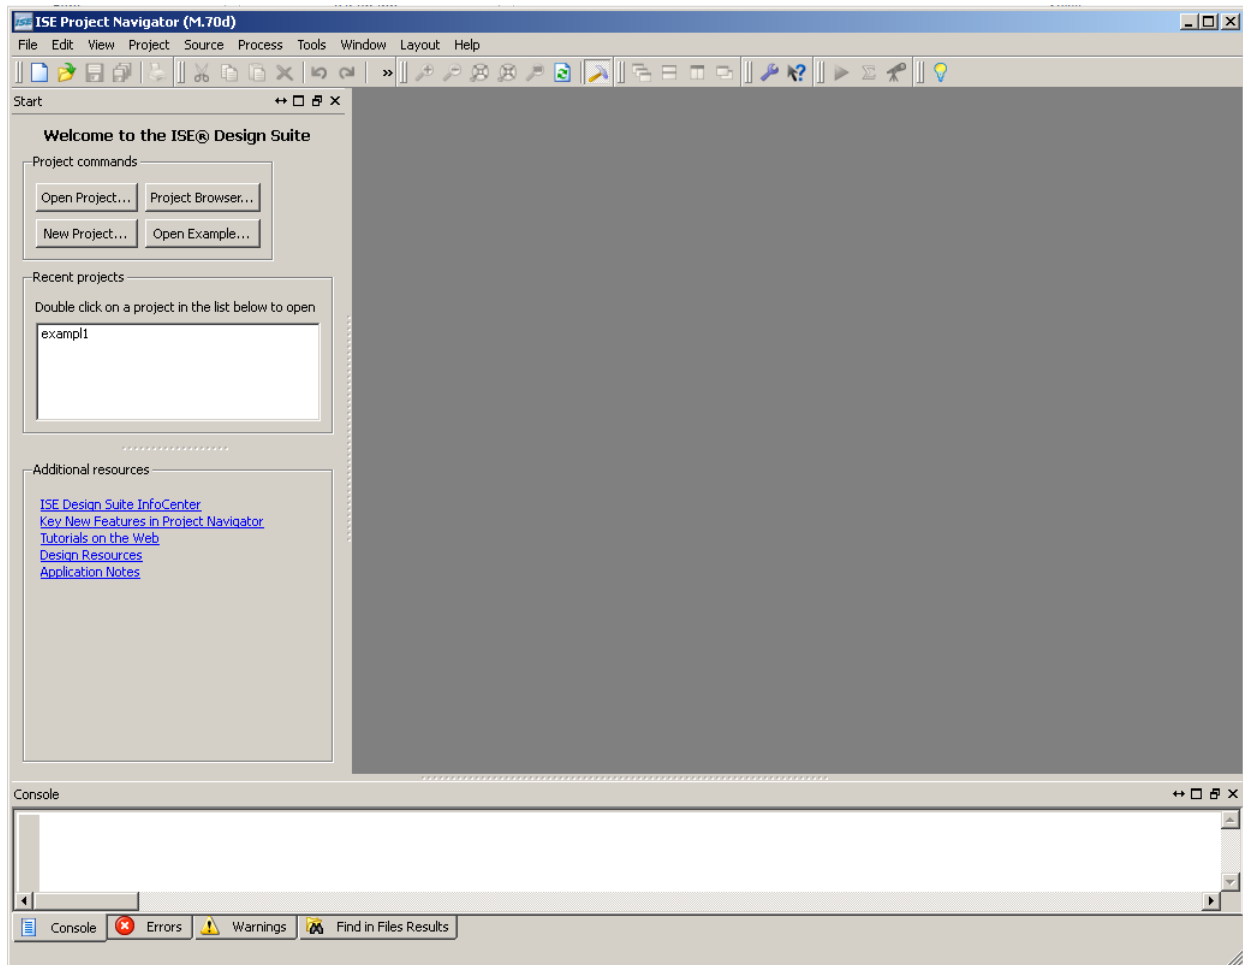 ISE Project Navigator (M.70d)
File Edit View Project Source Process Tools Window Layout Help
Start
Welcome to the ISE® Design Suite
Project commands
Open Project... Project Browser...
New Project... Open Example...
Recent projects
Double click on a project in the list below to open
exampl1
Additional resources
ISE Design Suite InfoCenter
Key New Features in Project Navigator
Tutorials on the Web
Design Resources
Application Notes
Console
Console Errors Warnings Find in Files Results